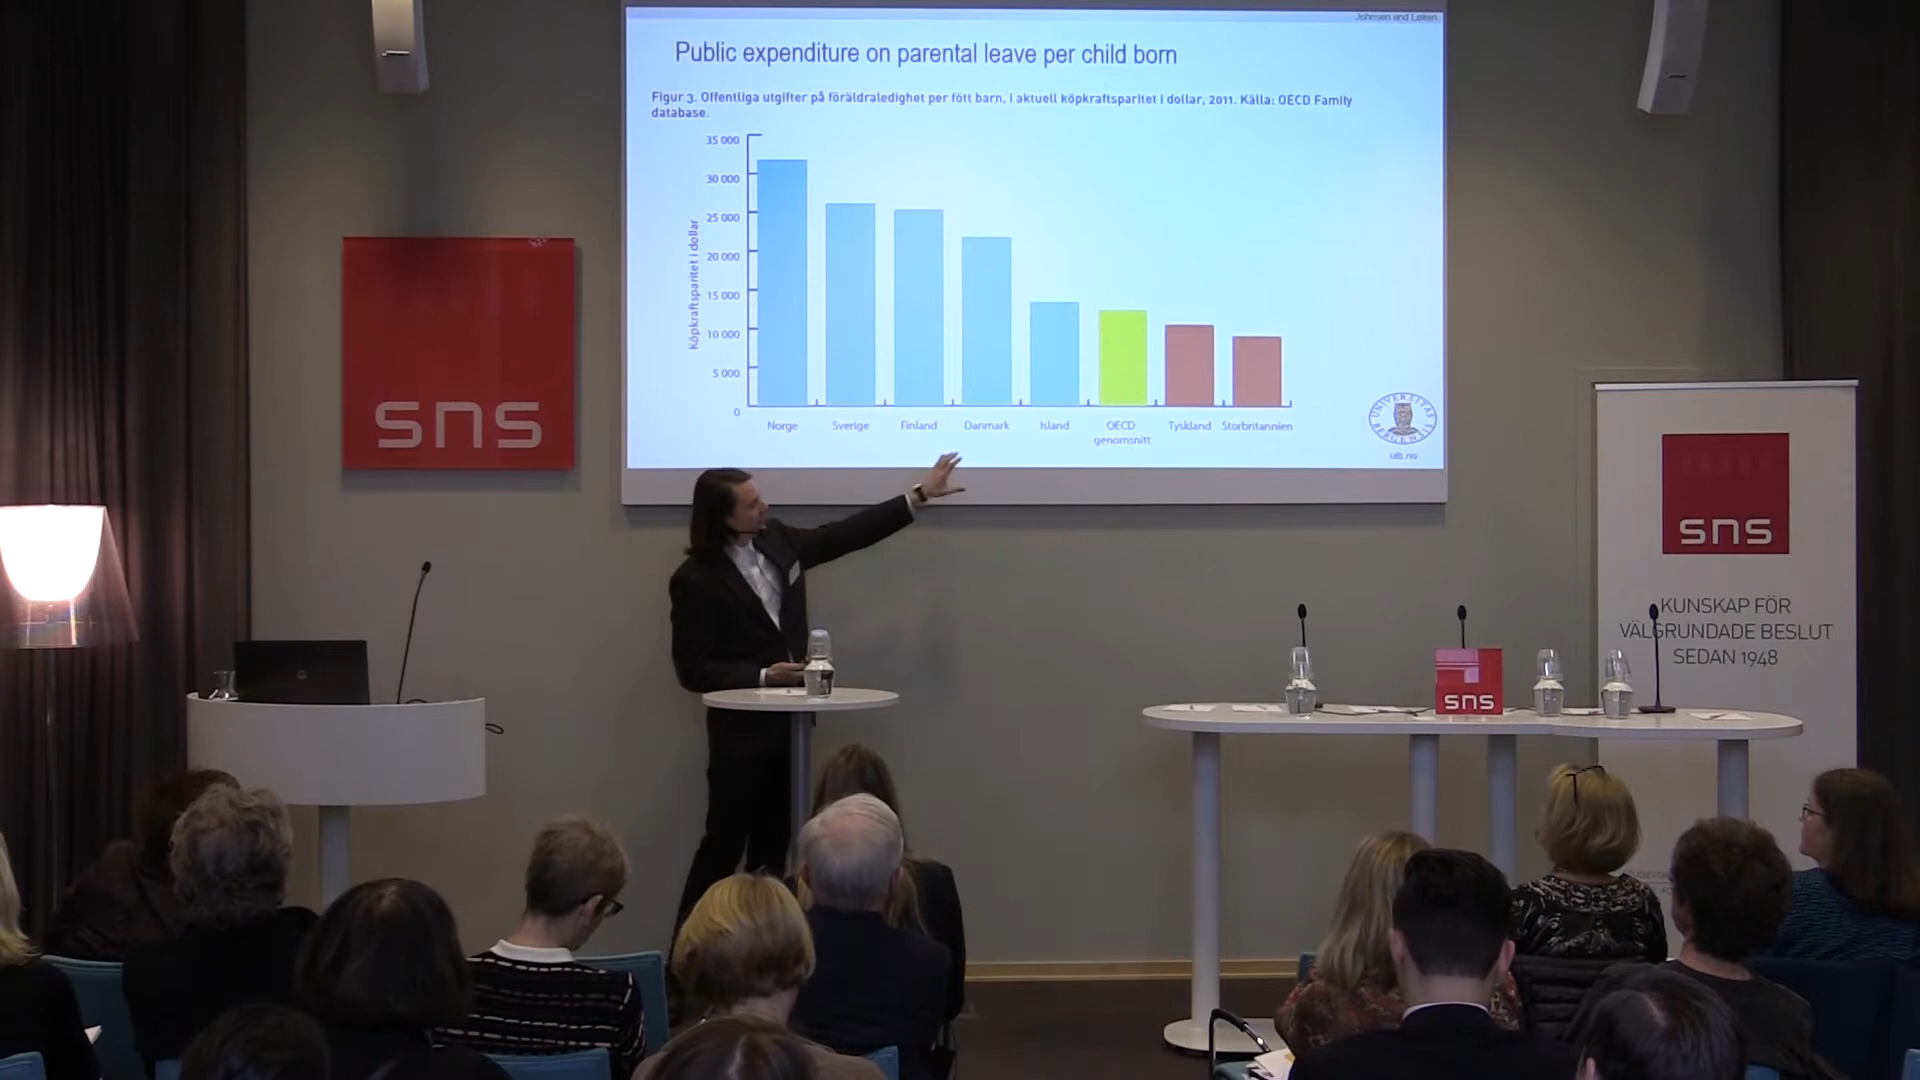 Johnsen and Løken
Public expenditure on parental leave per child born
Figur 3. Offentliga utgifter på föräldraledighet per fött barn, i aktuell köpkraftsparitet i dollar, 2011. Källa: OECD Family
database.
Köpkraftsparitet i dollar
35 000
30 000
25 000
20 000
15 000
10 000
5 000
0
Norge
Sverige
Finland
Danmark
Island
OECD
genomsnitt
Tyskland
Storbritannien
UNIVERSITAS
BERGENSIS
uib.no
sns
sns
KUNSKAP FÖR
VÄLGRUNDADE BESLUT
SEDAN 1948
sns